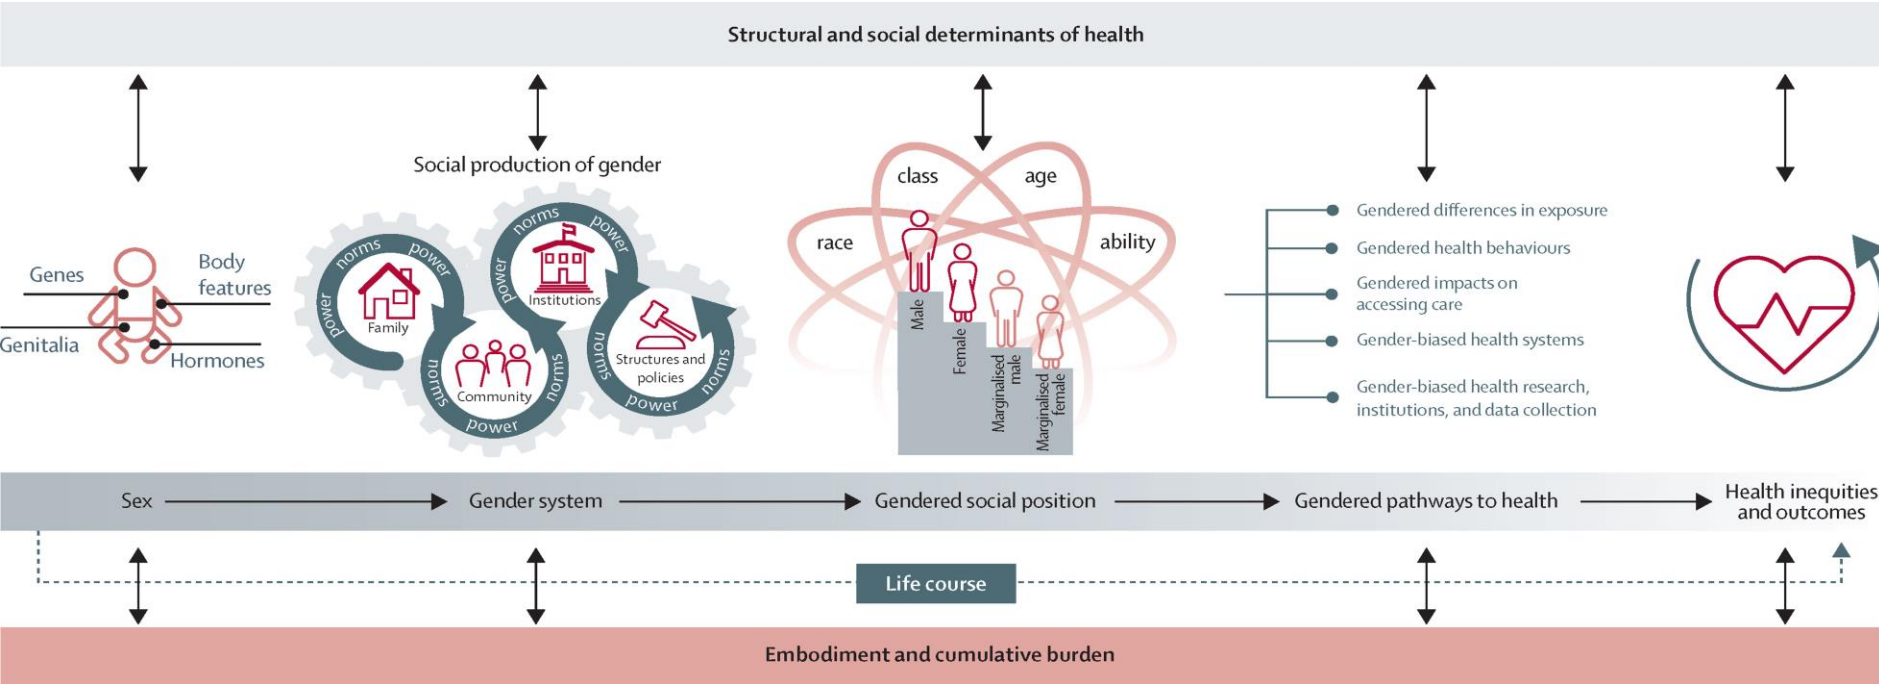 Structural and social determinants of health
Genes
Body
features
Genitalia
Hormones
Social production of gender
norms
power
power
Family
norms
power
power
Institutions
norms
power
norms
Community
norms
power
norms
Structures and
policies
class
age
race
ability
Male
Female
Marginalised
male
Marginalised
female
Gendered differences in exposure
Gendered health behaviours
Gendered impacts on
accessing care
Gender-biased health systems
Gender-biased health research,
institutions, and data collection
Sex
Gender system
Gendered social position
Gendered pathways to health
Health inequities
and outcomes
Life course
Embodiment and cumulative burden